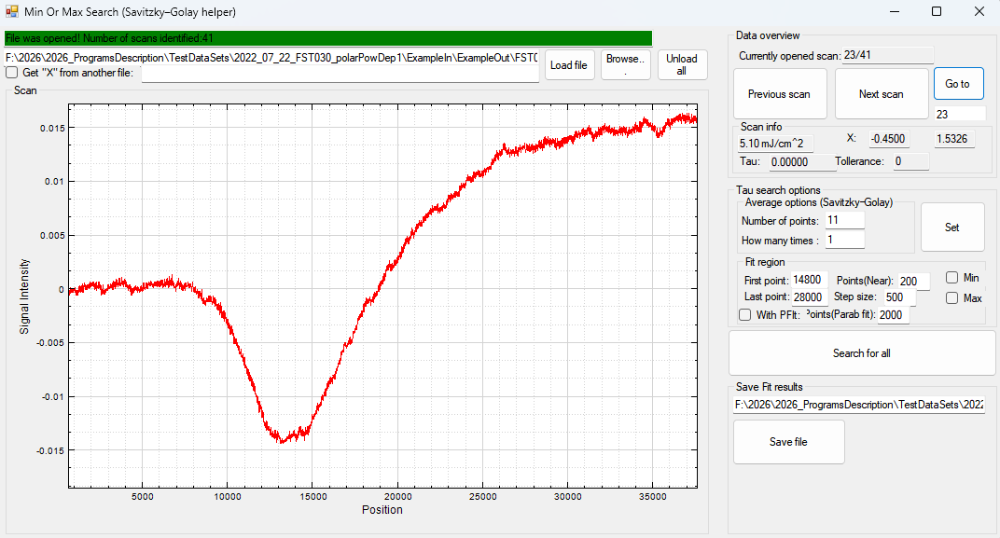 Min Or Max Search (Savitzky–Golay helper)
File was opened! Number of scans identified:41
F:\2026\2026_ProgramsDescription\TestDataSets\2022_07_22_FST030_polarPowDep1\ExampleIn\ExampleOut\FST0
Load file
Browse.. .
Unload all
Get "X" from another file:
Scan
0.015
0.01
0.005
0
-0.005
-0.01
-0.015
Signal Intensity
5000
10000
15000
20000
25000
30000
35000
Position
Data overview
Currently opened scan: 23/41
Previous scan
Next scan
Go to
23
Scan info
5.10 mJ/cm^2
X: -0.4500
1.5326
Tau: 0.00000
Tollerance: 0
Tau search options
Average options (Savitzky-Golay)
Number of points: 11
How many times : 1
Set
Fit region
First point: 14800
Points(Near): 200
Min
Last point: 28000
Step size: 500
Max
With PFIt:
Points(Parab fit): 2000
Search for all
Save Fit results
F:\2026\2026_ProgramsDescription\TestDataSets\2022
Save file